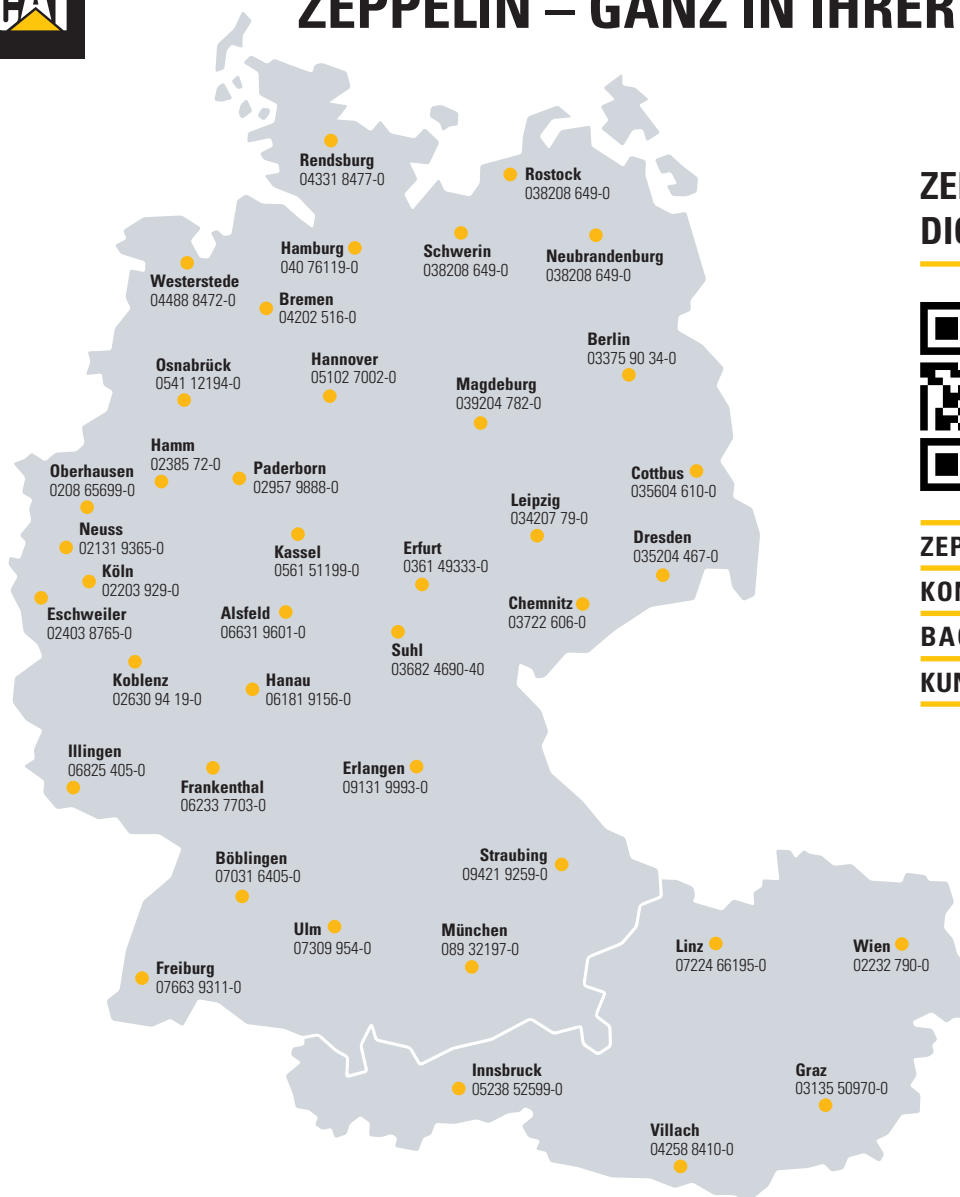 ZEPPELIN – GANZ IN IHRER
Rendsburg
04331 8477-0
Rostock
038208 649-0
Hamburg
040 76119-0
Schwerin
038208 649-0
Neubrandenburg
038208 649-0
Westerstede
04488 8472-0
Bremen
04202 516-0
Berlin
03375 90 34-0
Osnabrück
0541 12194-0
Hannover
05102 7002-0
Magdeburg
039204 782-0
Hamm
02385 72-0
Oberhausen
0208 65699-0
Paderborn
02957 9888-0
Cottbus
035604 610-0
Leipzig
034207 79-0
Neuss
02131 9365-0
Kassel
0561 51199-0
Erfurt
0361 49333-0
Dresden
035204 467-0
Köln
02203 929-0
Eschweiler
02403 8765-0
Alsfeld
06631 9601-0
Chemnitz
03722 606-0
Suhl
03682 4690-40
Koblenz
02630 94 19-0
Hanau
06181 9156-0
Illingen
06825 405-0
Frankenthal
06233 7703-0
Erlangen
09131 9993-0
Böblingen
07031 6405-0
Straubing
09421 9259-0
Ulm
07309 954-0
München
089 32197-0
Freiburg
07663 9311-0
Linz
07224 66195-0
Wien
02232 790-0
Innsbruck
05238 52599-0
Graz
03135 50970-0
Villach
04258 8410-0